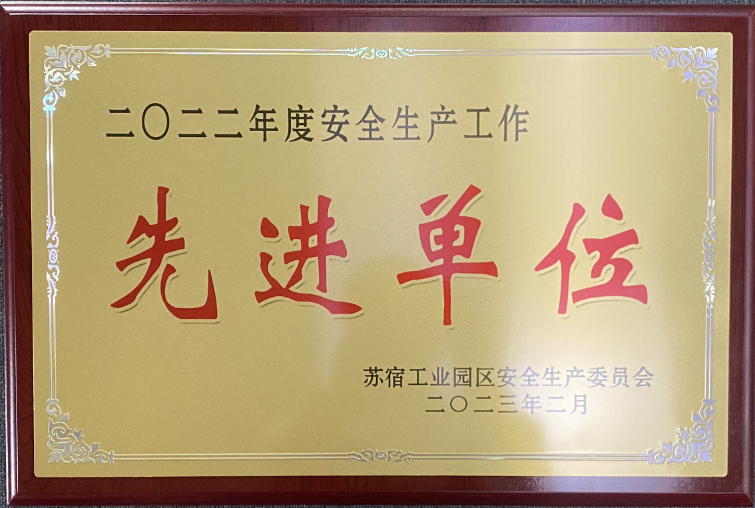 二〇二二年度安全生产工作
先进单位
苏宿工业园区安全生产委员会
二〇二三年二月